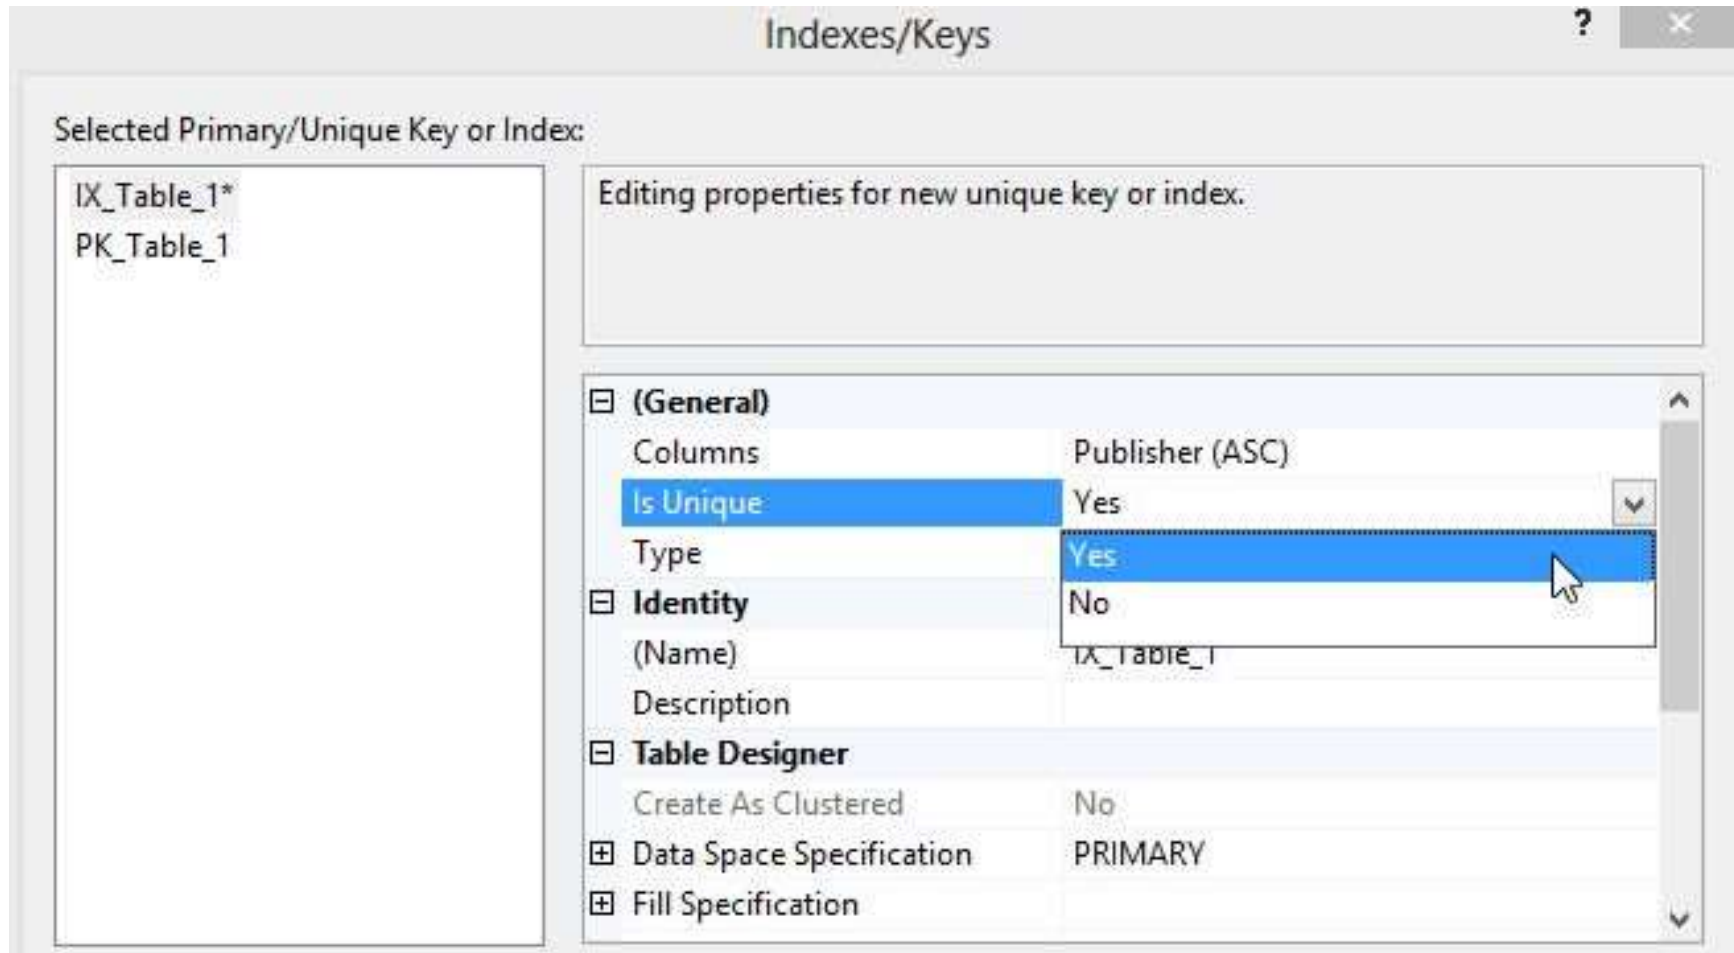 Indexes/Keys
?
Selected Primary/Unique Key or Index:
IX_Table_1*
PK_Table_1
Editing properties for new unique key or index.
(General)
Columns Publisher (ASC)
Is Unique Yes
Type Yes
No
Identity
(Name) IX_Table_1
Description
Table Designer
Create As Clustered No
Data Space Specification PRIMARY
Fill Specification